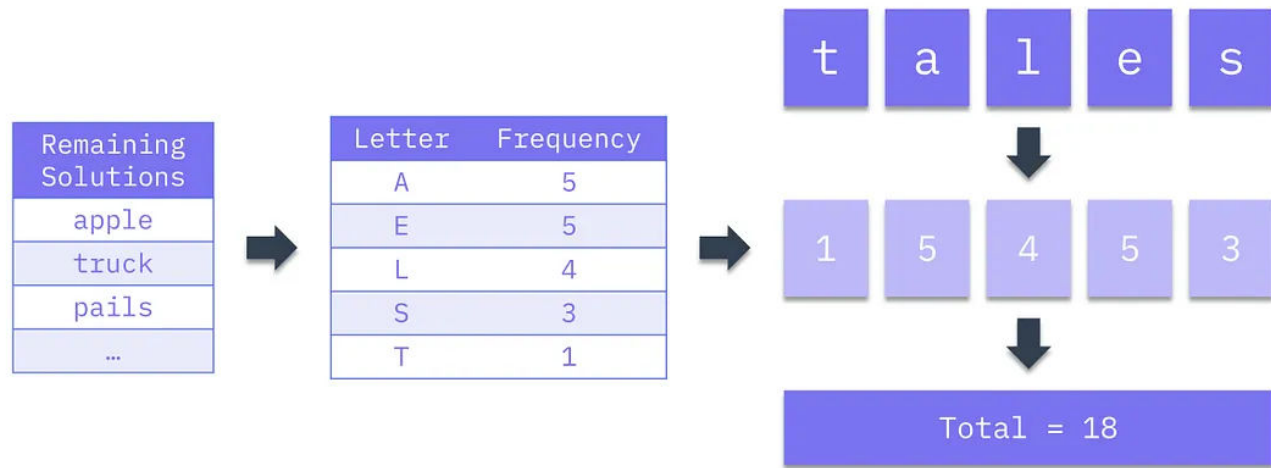 Remaining
Solutions
apple
truck
pails
…
Letter Frequency
A 5
E 5
L 4
S 3
T 1
t a l e s
1 5 4 5 3
Total = 18